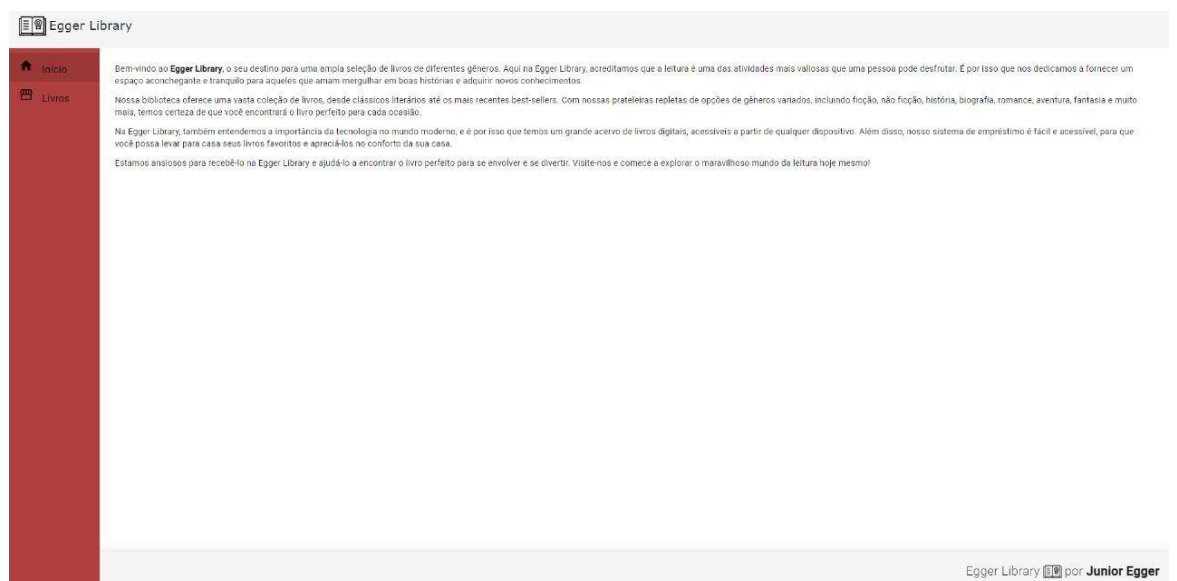 Egger Library
Início
Livros
Bem-vindo ao Egger Library, o seu destino para uma ampla seleção de livros de diferentes gêneros. Aqui na Egger Library, acreditamos que a leitura é uma das atividades mais valiosas que uma pessoa pode desfrutar. É por isso que nos dedicamos a fornecer um
espaço aconchegante e tranquilo para aqueles que amam mergulhar em boas histórias e adquirir novos conhecimentos.
Nossa biblioteca oferece uma vasta coleção de livros, desde clássicos literários até os mais recentes best-sellers. Com nossas prateleiras repletas de opções de gêneros variados, incluindo ficção, não ficção, história, biografia, romance, aventura, fantasia e muito
mais, temos certeza de que você encontrará o livro perfeito para cada ocasião.
Na Egger Library, também entendemos a importância da tecnologia no mundo moderno, e é por isso que temos um grande acervo de livros digitais, acessíveis a partir de qualquer dispositivo. Além disso, nosso sistema de empréstimo é fácil e acessível, para que
você possa levar para casa seus livros favoritos e apreciá-los no conforto da sua casa.
Estamos ansiosos para recebê-lo na Egger Library e ajudá-lo a encontrar o livro perfeito para se envolver e se divertir. Visite-nos e comece a explorar o maravilhoso mundo da leitura hoje mesmo!
Egger Library por Junior Egger